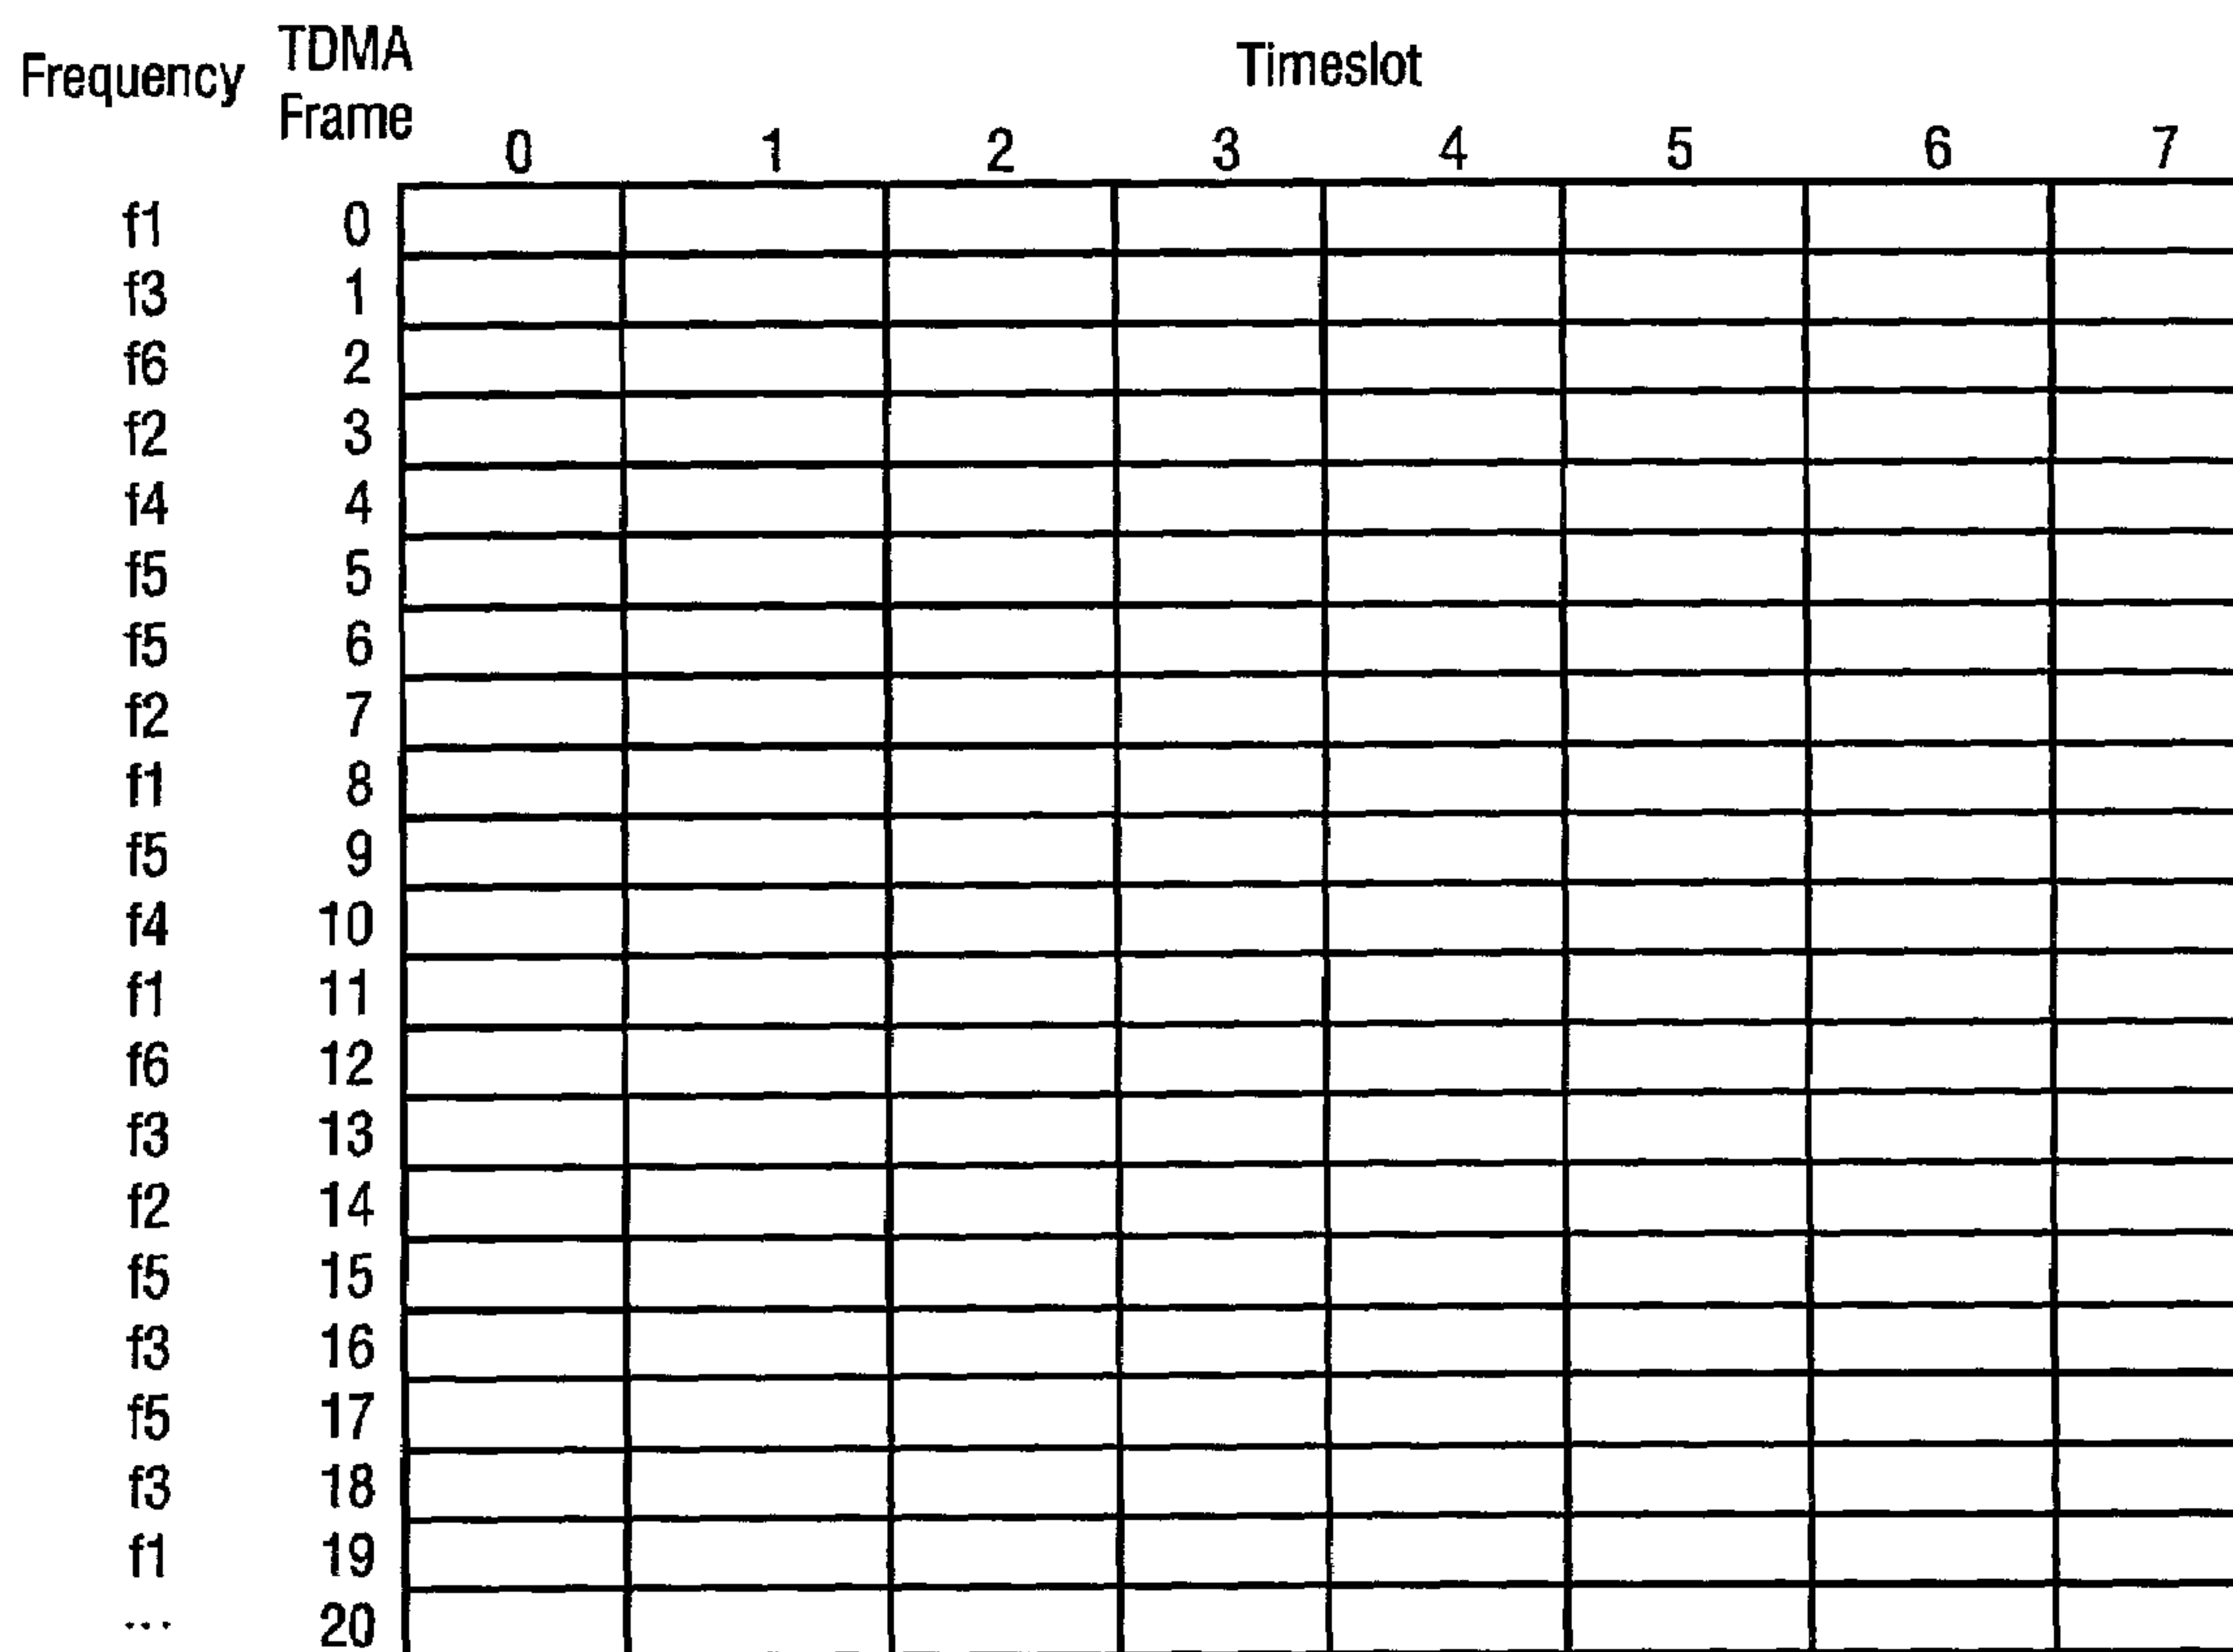 Frequency TDMA Frame Timeslot
0 1 2 3 4 5 6 7
f1 0
f3 1
f6 2
f2 3
f4 4
f5 5
f5 6
f2 7
f1 8
f5 9
f4 10
f1 11
f6 12
f3 13
f2 14
f5 15
f3 16
f5 17
f3 18
f1 19
... 20